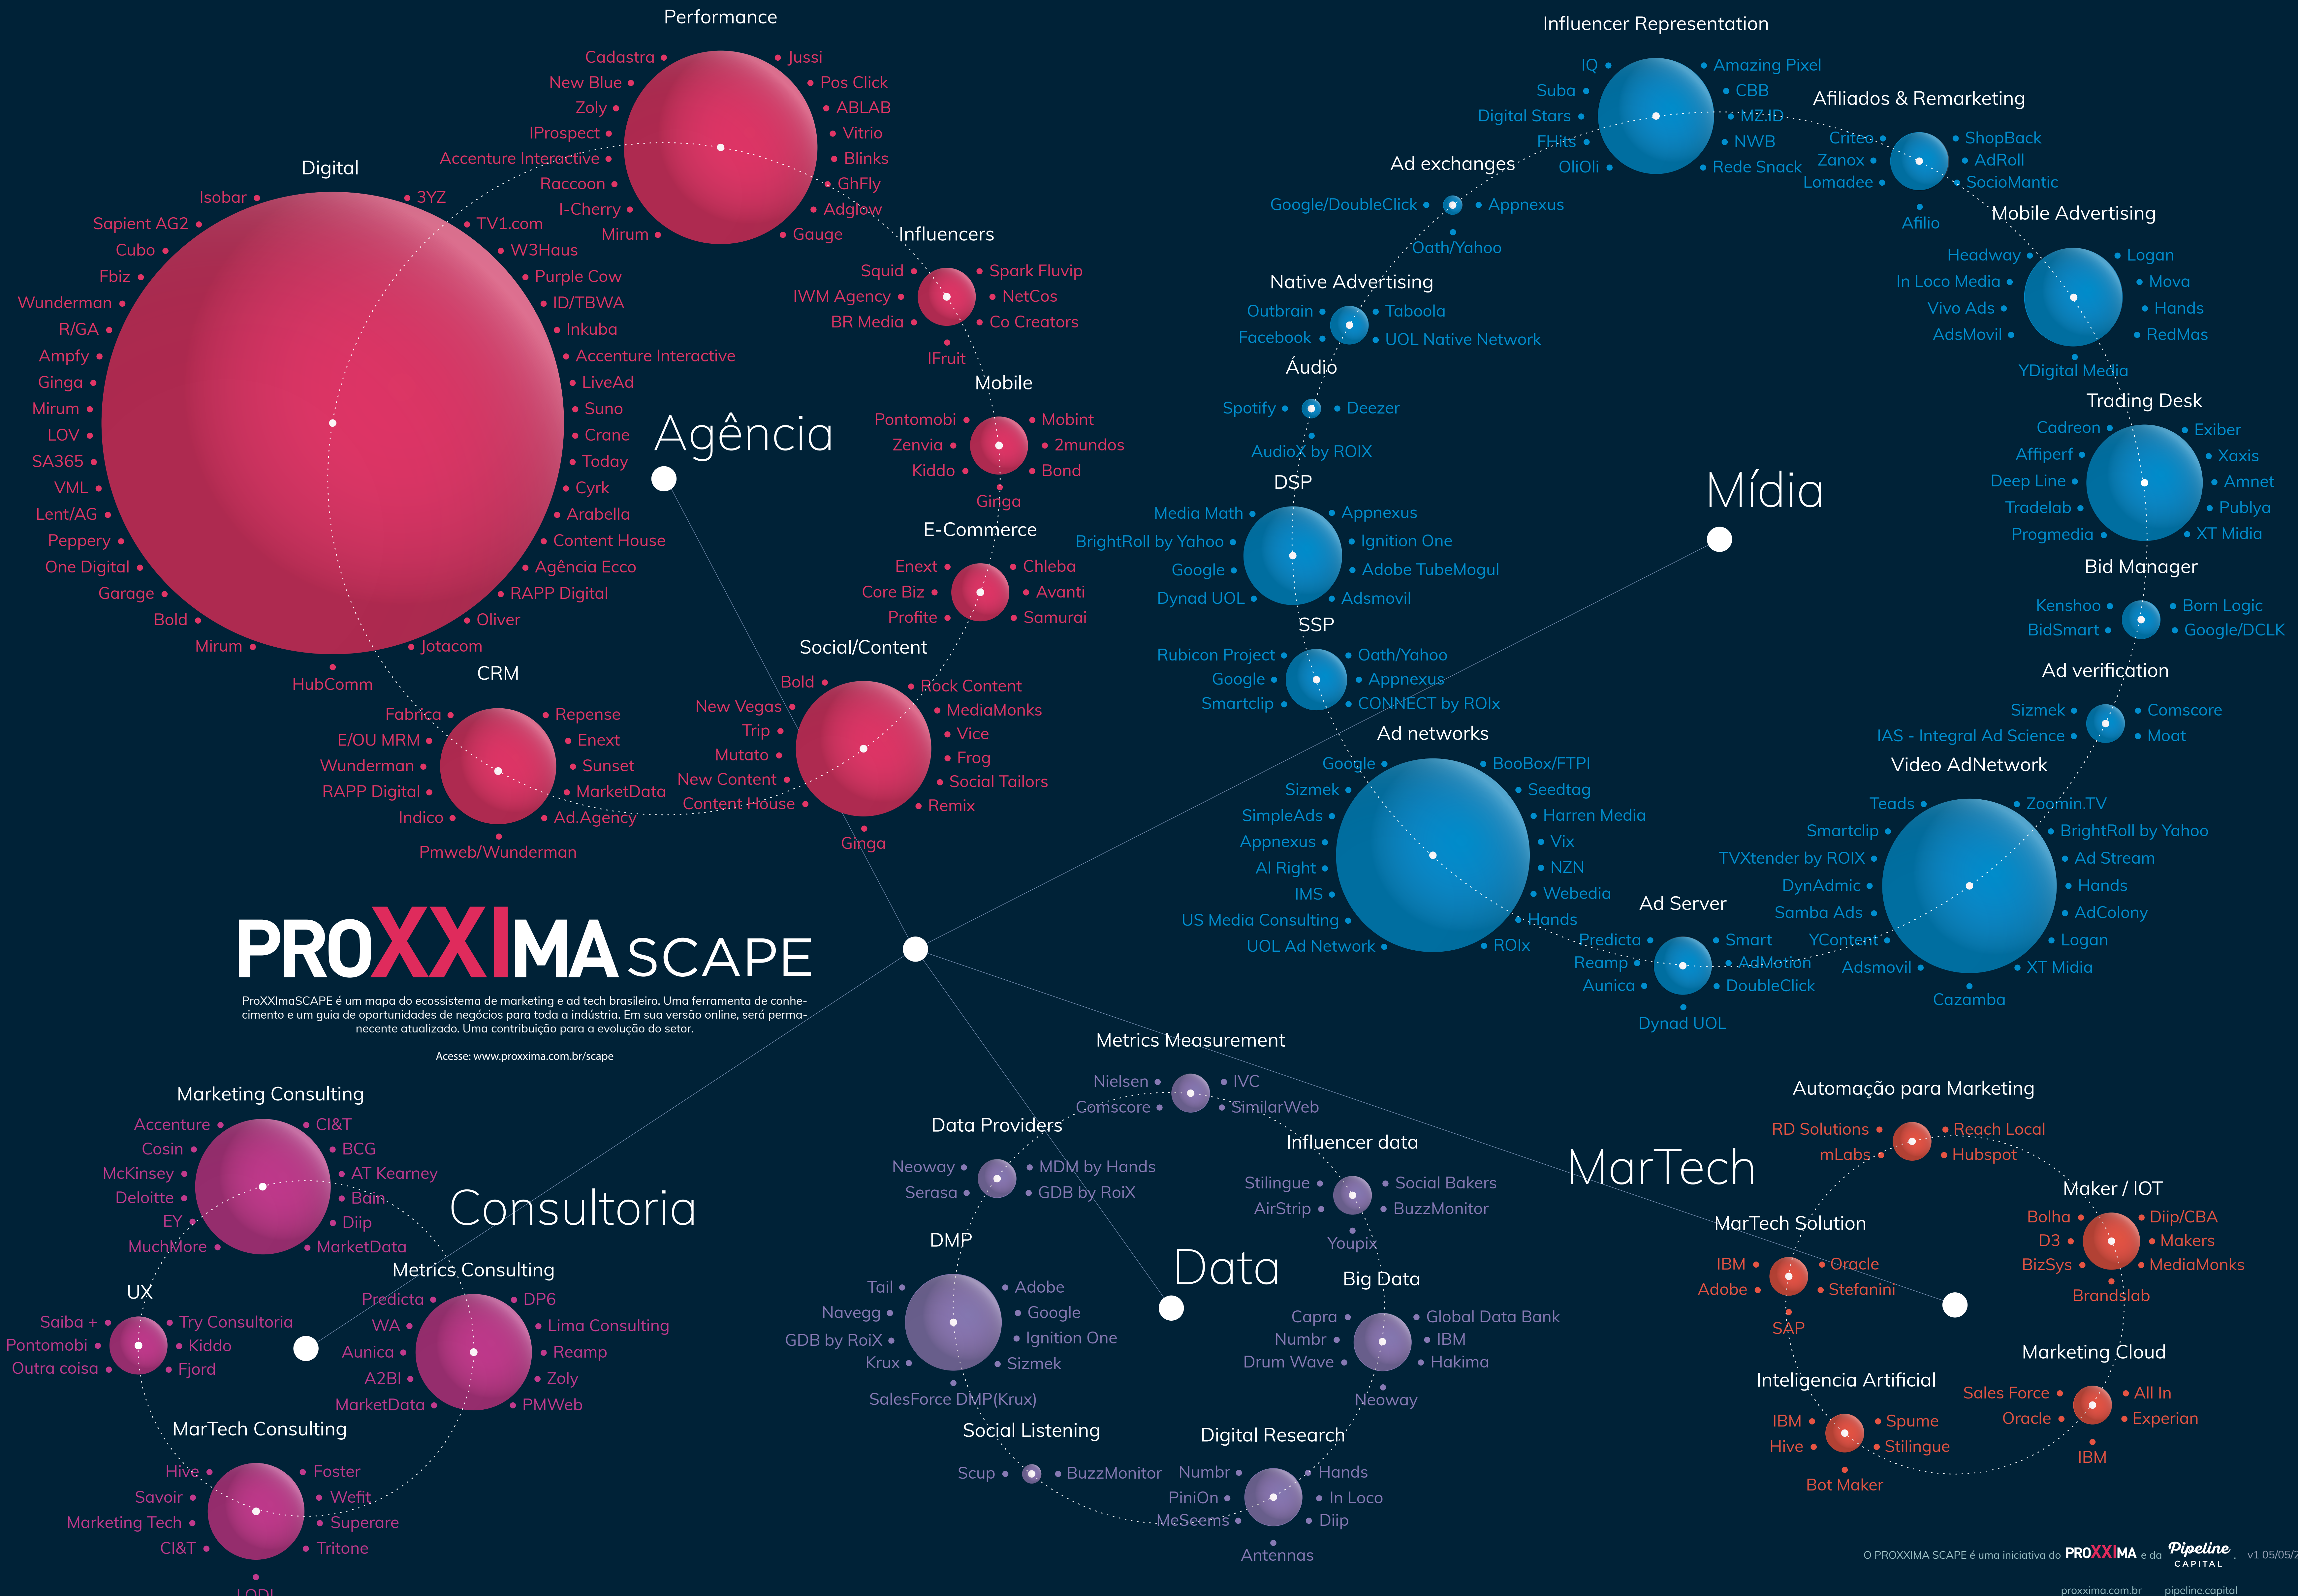 Performance
Cadastra
New Blue
Zoly
IProspect
Accenture Interactive
Raccoon
I-Cherry
Mirum
Jussi
Pos Click
ABLAB
Vitrio
Blinks
GhFly
Adglow
Gauge
Digital
Isobar
Sapient AG2
Cubo
Fbiz
Wunderman
R/GA
Ampfy
Ginga
Mirum
LOV
SA365
VML
Lent/AG
Peppery
One Digital
Garage
Bold
Mirum
HubComm
3YZ
TV1.com
W3Haus
Purple Cow
ID/TBWA
Inkuba
Accenture Interactive
LiveAd
Suno
Crane
Today
Cyrk
Arabella
Content House
Agência Ecco
RAPP Digital
Oliver
Jotacom
Influencers
Squid
IWM Agency
BR Media
Spark Fluvip
NetCos
Co Creators
IFruit
Mobile
Pontomobi
Zenvia
Kiddo
Mobint
2mundos
Bond
Ginga
Agência
E-Commerce
Enext
Core Biz
Profite
Chleba
Avanti
Samurai
Social/Content
Bold
New Vegas
Trip
Mutato
New Content
Content House
Rock Content
MediaMonks
Vice
Frog
Social Tailors
Remix
Ginga
CRM
Fabrica
E/OU MRM
Wunderman
RAPP Digital
Indico
Repense
Enext
Sunset
MarketData
Ad.Agency
Pmweb/Wunderman
Influencer Representation
IQ
Suba
Digital Stars
FHits
OliOli
Amazing Pixel
CBB
MZ.ID
NWB
Rede Snack
Afiliados & Remarketing
Criteo
Zanox
Lomadee
ShopBack
AdRoll
SocioMantic
Afilio
Ad exchanges
Google/DoubleClick
Appnexus
Oath/Yahoo
Mobile Advertising
Headway
In Loco Media
Vivo Ads
AdsMovil
Logan
Mova
Hands
RedMas
YDigital Media
Native Advertising
Outbrain
Facebook
Taboola
UOL Native Network
Áudio
Spotify
Deezer
AudioX by ROIX
Trading Desk
Cadreon
Affiperf
Deep Line
Tradelab
Progmedia
Exiber
Xaxis
Amnet
Publya
XT Midia
Mídia
DSP
Media Math
BrightRoll by Yahoo
Google
Dynad UOL
Appnexus
Ignition One
Adobe TubeMogul
Adsmovil
Bid Manager
Kenshoo
BidSmart
Born Logic
Google/DCLK
SSP
Rubicon Project
Google
Smartclip
Oath/Yahoo
Appnexus
CONNECT by ROIx
Ad verification
Sizmek
IAS - Integral Ad Science
Comscore
Moat
Ad networks
Google
Sizmek
SimpleAds
Appnexus
AI Right
IMS
US Media Consulting
UOL Ad Network
BooBox/FTPI
Seedtag
Harren Media
Vix
NZN
Webedia
Hands
ROIx
Video AdNetwork
Teads
Smartclip
TVXtender by ROIX
DynAdmic
Samba Ads
YContent
Adsmovil
Zoomin.TV
BrightRoll by Yahoo
Ad Stream
Hands
AdColony
Logan
XT Midia
Cazamba
Ad Server
Predicta
Reamp
Aunica
Smart
AdMotion
DoubleClick
Dynad UOL
PROXXIMA SCAPE
ProXXImaSCAPE é um mapa do ecossistema de marketing e ad tech brasileiro. Uma ferramenta de conhe-
cimento e um guia de oportunidades de negócios para toda a indústria. Em sua versão online, será perma-
necente atualizado. Uma contribuição para a evolução do setor.
Acesse: www.proxxima.com.br/scape
Marketing Consulting
Accenture
Cosin
McKinsey
Deloitte
EY
MuchMore
CI&T
BCG
AT Kearney
Bain
Diip
MarketData
Consultoria
UX
Saiba +
Pontomobi
Outra coisa
Try Consultoria
Kiddo
Fjord
Metrics Consulting
Predicta
WA
Aunica
A2BI
MarketData
DP6
Lima Consulting
Reamp
Zoly
PMWeb
MarTech Consulting
Hive
Savoir
Marketing Tech
CI&T
Foster
Wefit
Superare
Tritone
Metrics Measurement
Nielsen
Comscore
IVC
SimilarWeb
Data Providers
Neoway
Serasa
MDM by Hands
GDB by RoiX
Influencer data
Stilingue
AirStrip
Social Bakers
BuzzMonitor
Youpix
DMP
Tail
Navegg
GDB by RoiX
Krux
Adobe
Google
Ignition One
Sizmek
SalesForce DMP(Krux)
Data
Big Data
Capra
Numbr
Drum Wave
Global Data Bank
IBM
Hakima
Neoway
Social Listening
Scup
BuzzMonitor
Digital Research
Numbr
PiniOn
MeSeems
Hands
In Loco
Diip
Antennas
MarTech
Automação para Marketing
RD Solutions
mLabs
Reach Local
Hubspot
Maker / IOT
Bolha
D3
BizSys
Diip/CBA
Makers
MediaMonks
Brandslab
MarTech Solution
IBM
Adobe
Oracle
Stefanini
SAP
Marketing Cloud
Sales Force
Oracle
All In
Experian
IBM
Inteligencia Artificial
IBM
Hive
Spume
Stilingue
Bot Maker
O PROXXIMA SCAPE é uma iniciativa do PROXXIMA e da Pipeline CAPITAL . v1 05/05/2
proxxima.com.br pipeline.capital